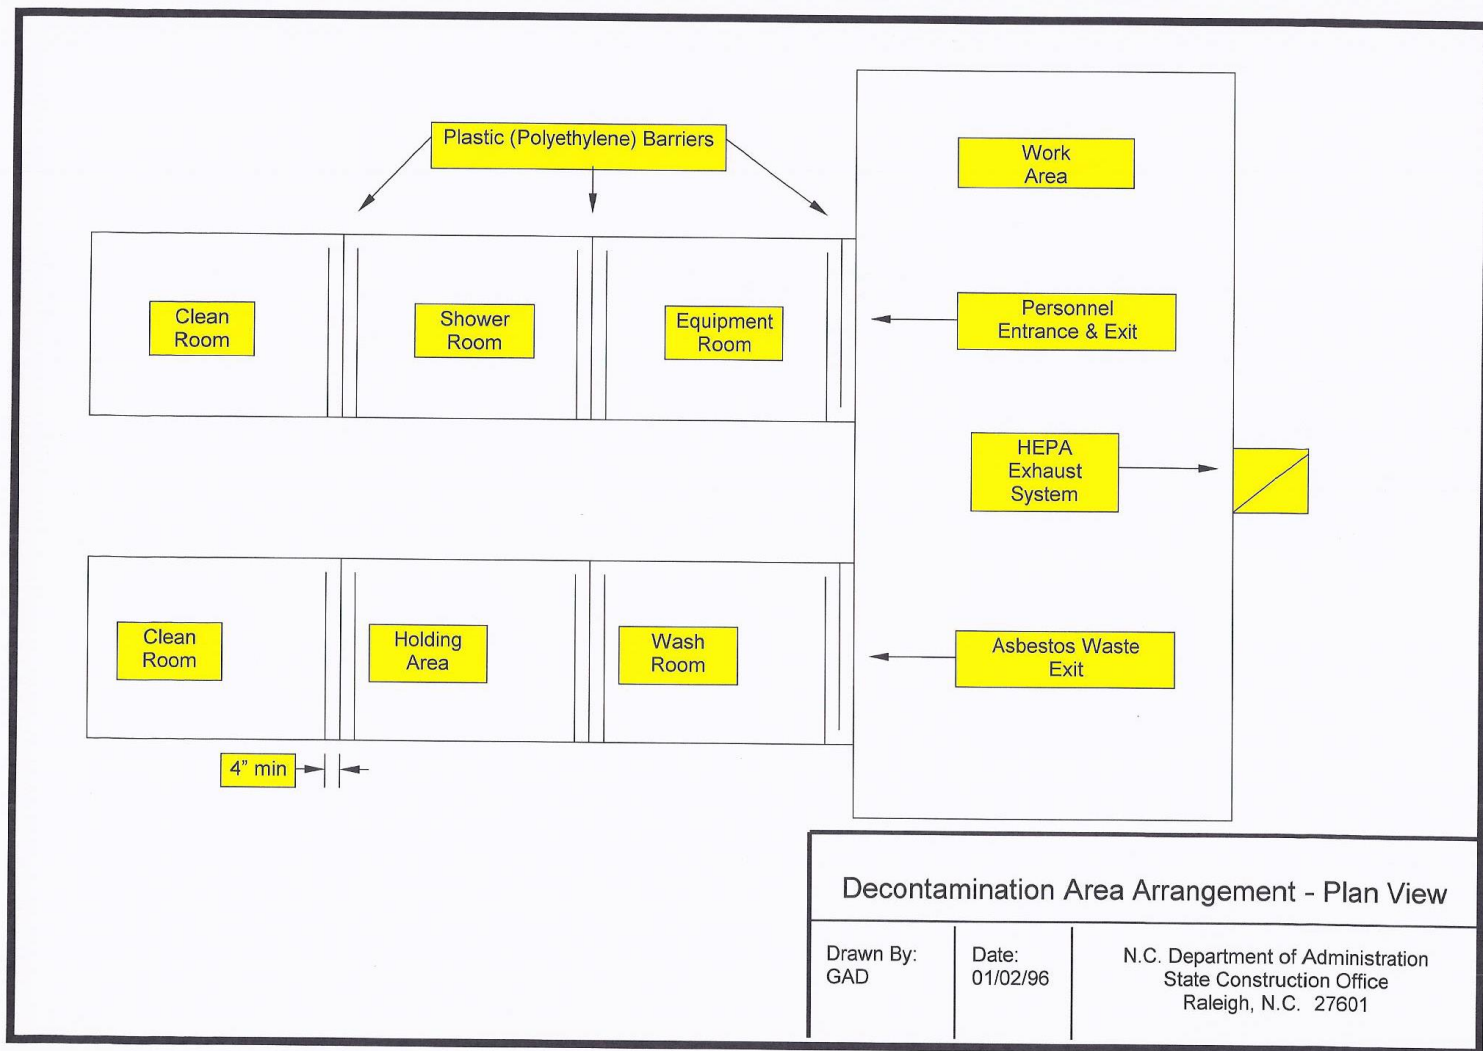 Plastic (Polyethylene) Barriers
Work
Area
Clean
Room
Shower
Room
Equipment
Room
Personnel
Entrance & Exit
HEPA
Exhaust
System
Clean
Room
Holding
Area
Wash
Room
Asbestos Waste
Exit
4" min
Decontamination Area Arrangement - Plan View
Drawn By:
GAD
Date:
01/02/96
N.C. Department of Administration
State Construction Office
Raleigh, N.C. 27601